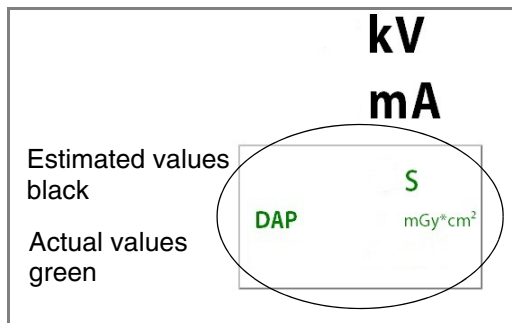 kV
mA
Estimated values
black
S
DAP mGy*cm²
Actual values
green